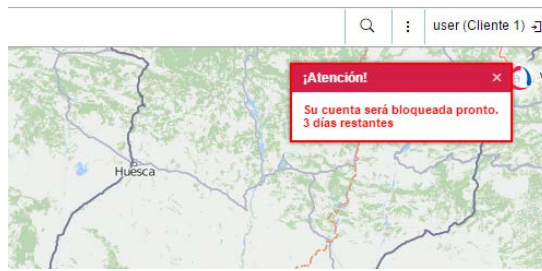 user (Cliente 1)
¡Atención!
Su cuenta será bloqueada pronto.
3 días restantes
Huesca